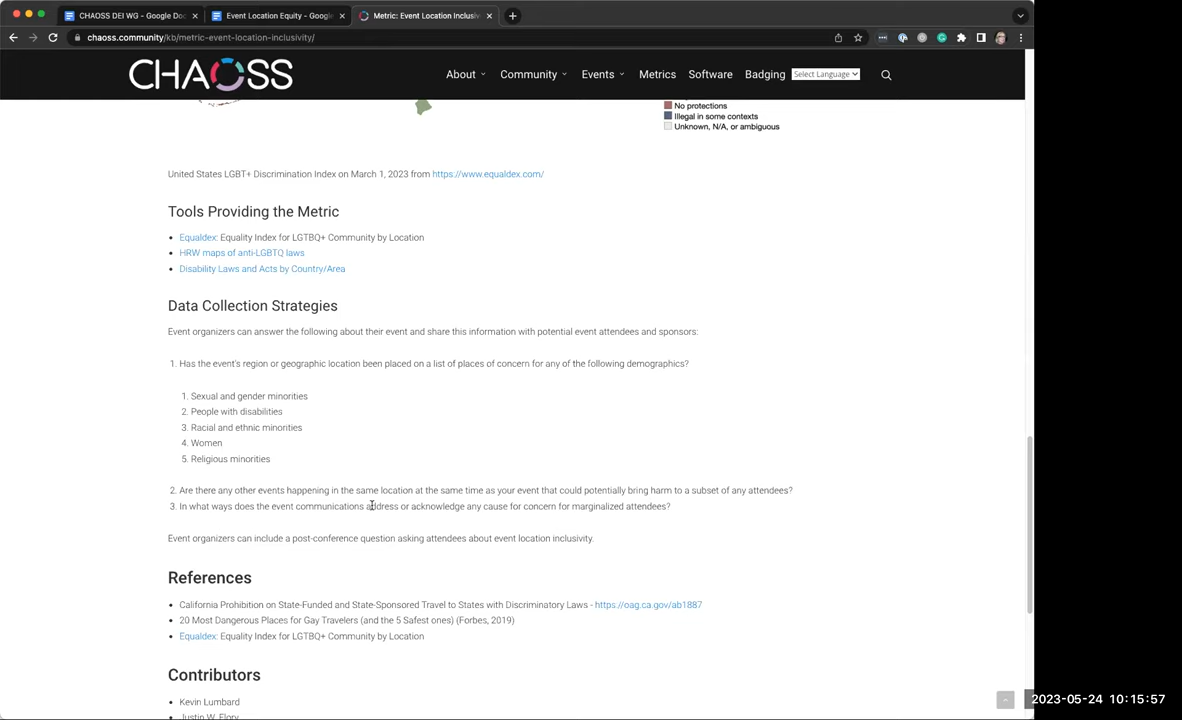 CHAOSS DEI WG - Google Doc
Event Location Equity - Google
Metric: Event Location Inclusiv
chaoss.community/kb/metric-event-location-inclusivity/
CHAOSS
About
Community
Events
Metrics
Software
Badging
Select Language
No protections
Illegal in some contexts
Unknown, N/A, or ambiguous
United States LGBT+ Discrimination Index on March 1, 2023 from https://www.equaldex.com/
Tools Providing the Metric
• Equaldex: Equality Index for LGTBQ+ Community by Location
• HRW maps of anti-LGBTQ laws
• Disability Laws and Acts by Country/Area
Data Collection Strategies
Event organizers can answer the following about their event and share this information with potential event attendees and sponsors:
1. Has the event's region or geographic location been placed on a list of places of concern for any of the following demographics?
1. Sexual and gender minorities
2. People with disabilities
3. Racial and ethnic minorities
4. Women
5. Religious minorities
2. Are there any other events happening in the same location at the same time as your event that could potentially bring harm to a subset of any attendees?
3. In what ways does the event communications address or acknowledge any cause for concern for marginalized attendees?
Event organizers can include a post-conference question asking attendees about event location inclusivity.
References
• California Prohibition on State-Funded and State-Sponsored Travel to States with Discriminatory Laws - https://oag.ca.gov/ab1887
• 20 Most Dangerous Places for Gay Travelers (and the 5 Safest ones) (Forbes, 2019)
• Equaldex: Equality Index for LGTBQ+ Community by Location
Contributors
• Kevin Lumbard
• Justin W. Flory
2023-05-24 10:15:57